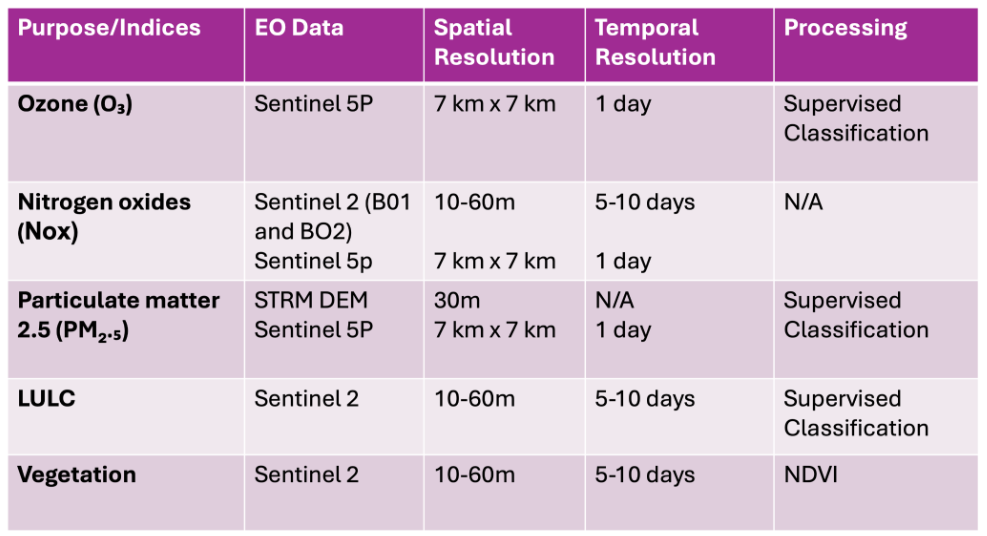 Purpose/Indices EO Data Spatial Resolution Temporal Resolution Processing
Ozone (O₃) Sentinel 5P 7 km x 7 km 1 day Supervised Classification
Nitrogen oxides (Nox) Sentinel 2 (B01 and BO2) 10-60m 5-10 days N/A
Sentinel 5p 7 km x 7 km 1 day
Particulate matter 2.5 (PM₂.₅) STRM DEM 30m N/A Supervised Classification
Sentinel 5P 7 km x 7 km 1 day
LULC Sentinel 2 10-60m 5-10 days Supervised Classification
Vegetation Sentinel 2 10-60m 5-10 days NDVI